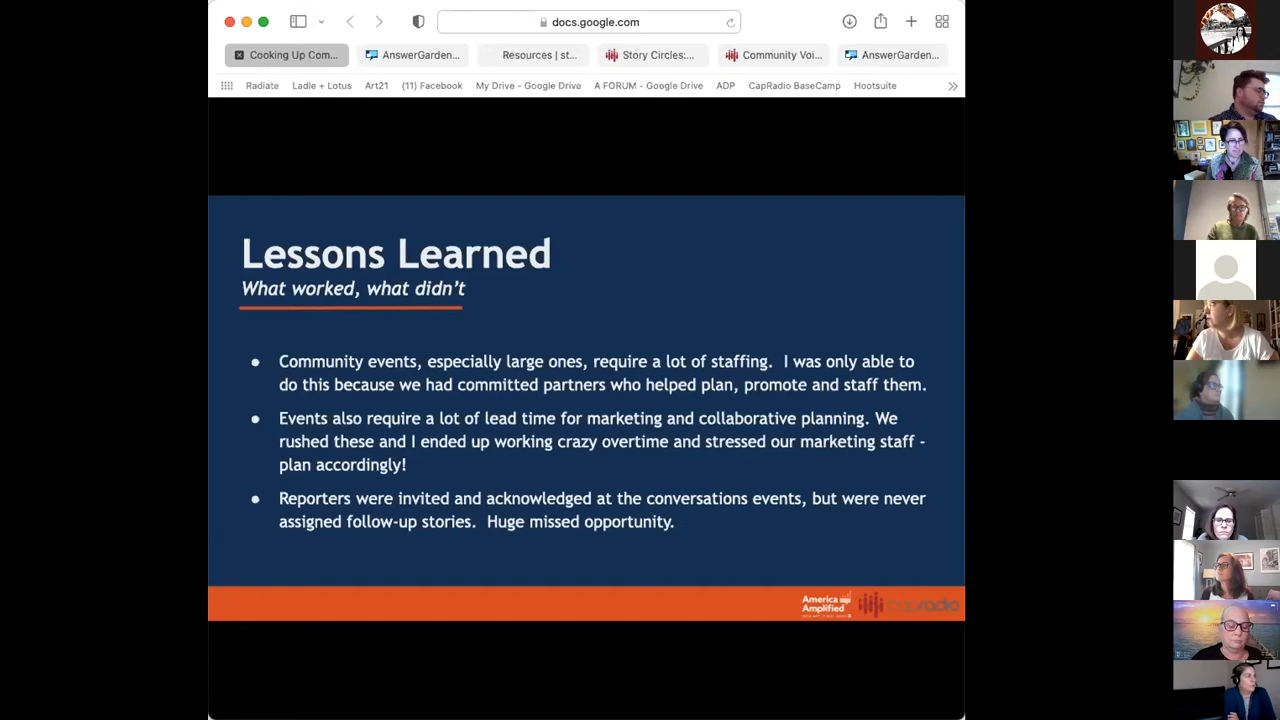 docs.google.com
Cooking Up Com...
AnswerGarden...
Resources | st...
Story Circles:...
Community Voi...
AnswerGarden...
Radiate
Ladle + Lotus
Art21
(11) Facebook
My Drive - Google Drive
A FORUM - Google Drive
ADP
CapRadio BaseCamp
Hootsuite
Lessons Learned
What worked, what didn't
● Community events, especially large ones, require a lot of staffing. I was only able to
do this because we had committed partners who helped plan, promote and staff them.
● Events also require a lot of lead time for marketing and collaborative planning. We
rushed these and I ended up working crazy overtime and stressed our marketing staff -
plan accordingly!
● Reporters were invited and acknowledged at the conversations events, but were never
assigned follow-up stories. Huge missed opportunity.
America
Amplified
capradio